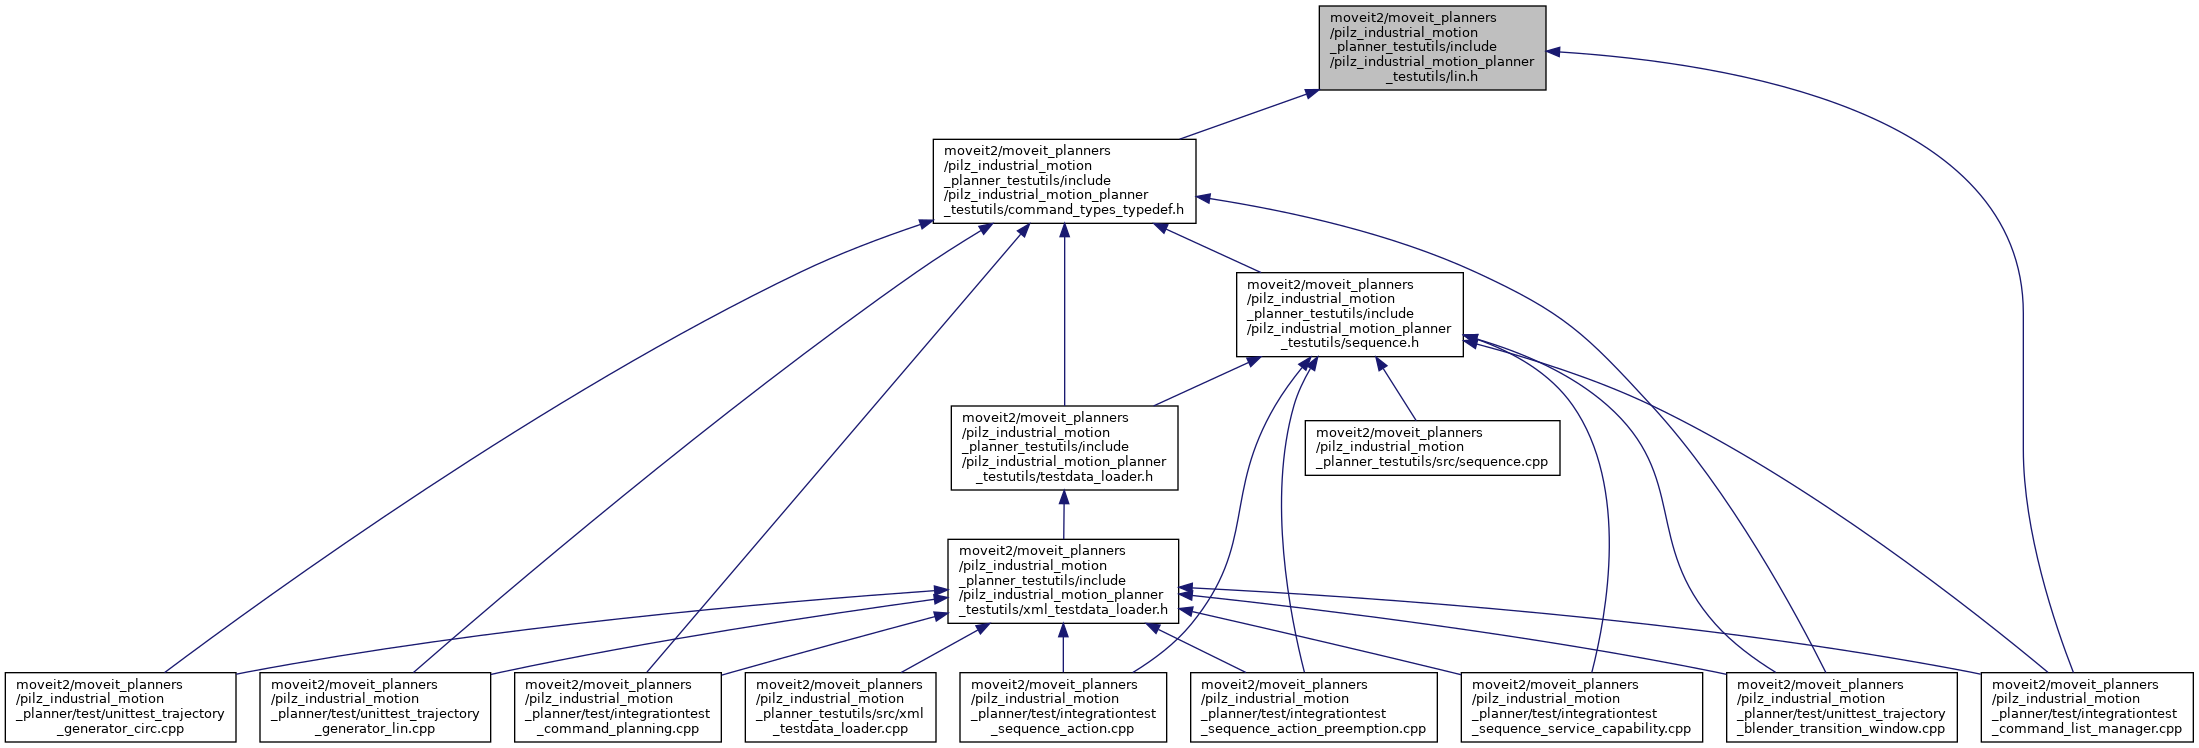 moveit2/moveit_planners
/pilz_industrial_motion
_planner_testutils/include
/pilz_industrial_motion_planner
_testutils/lin.h
moveit2/moveit_planners
/pilz_industrial_motion
_planner_testutils/include
/pilz_industrial_motion_planner
_testutils/command_types_typedef.h
moveit2/moveit_planners
/pilz_industrial_motion
_planner_testutils/include
/pilz_industrial_motion_planner
_testutils/sequence.h
moveit2/moveit_planners
/pilz_industrial_motion
_planner_testutils/include
/pilz_industrial_motion_planner
_testutils/testdata_loader.h
moveit2/moveit_planners
/pilz_industrial_motion
_planner_testutils/src/sequence.cpp
moveit2/moveit_planners
/pilz_industrial_motion
_planner_testutils/include
/pilz_industrial_motion_planner
_testutils/xml_testdata_loader.h
moveit2/moveit_planners
/pilz_industrial_motion
_planner/test/unittest_trajectory
_generator_circ.cpp
moveit2/moveit_planners
/pilz_industrial_motion
_planner/test/unittest_trajectory
_generator_lin.cpp
moveit2/moveit_planners
/pilz_industrial_motion
_planner/test/integrationtest
_command_planning.cpp
moveit2/moveit_planners
/pilz_industrial_motion
_planner_testutils/src/xml
_testdata_loader.cpp
moveit2/moveit_planners
/pilz_industrial_motion
_planner/test/integrationtest
_sequence_action.cpp
moveit2/moveit_planners
/pilz_industrial_motion
_planner/test/integrationtest
_sequence_action_preemption.cpp
moveit2/moveit_planners
/pilz_industrial_motion
_planner/test/integrationtest
_sequence_service_capability.cpp
moveit2/moveit_planners
/pilz_industrial_motion
_planner/test/unittest_trajectory
_blender_transition_window.cpp
moveit2/moveit_planners
/pilz_industrial_motion
_planner/test/integrationtest
_command_list_manager.cpp